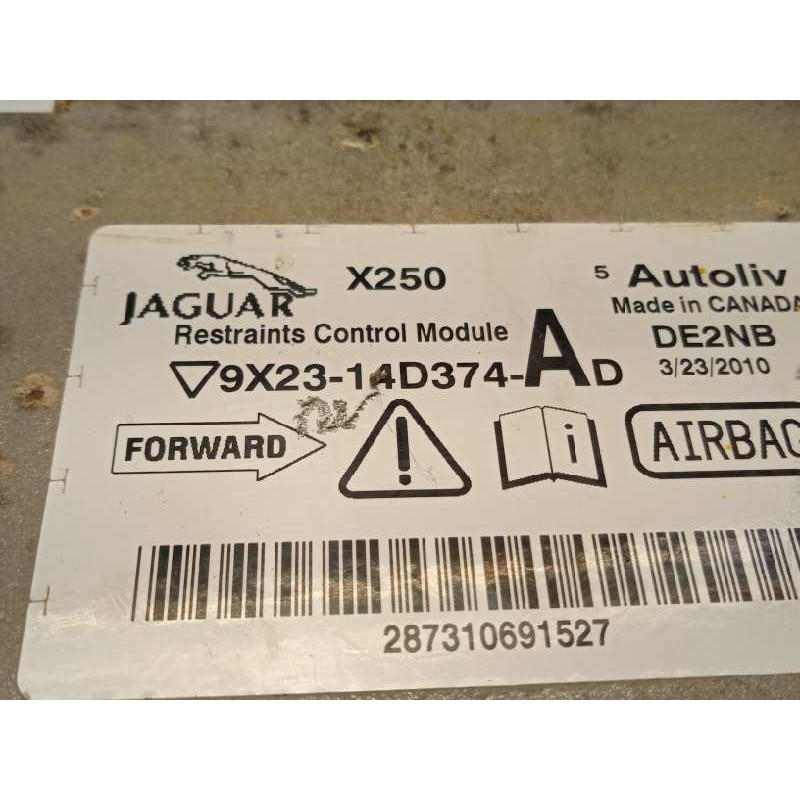 JAGUAR X250 5 Autoliv
Made in CANADA
Restraints Control Module DE2NB
▽9X23-14D374-AD 3/23/2010
FORWARD i AIRBAG
287310691527